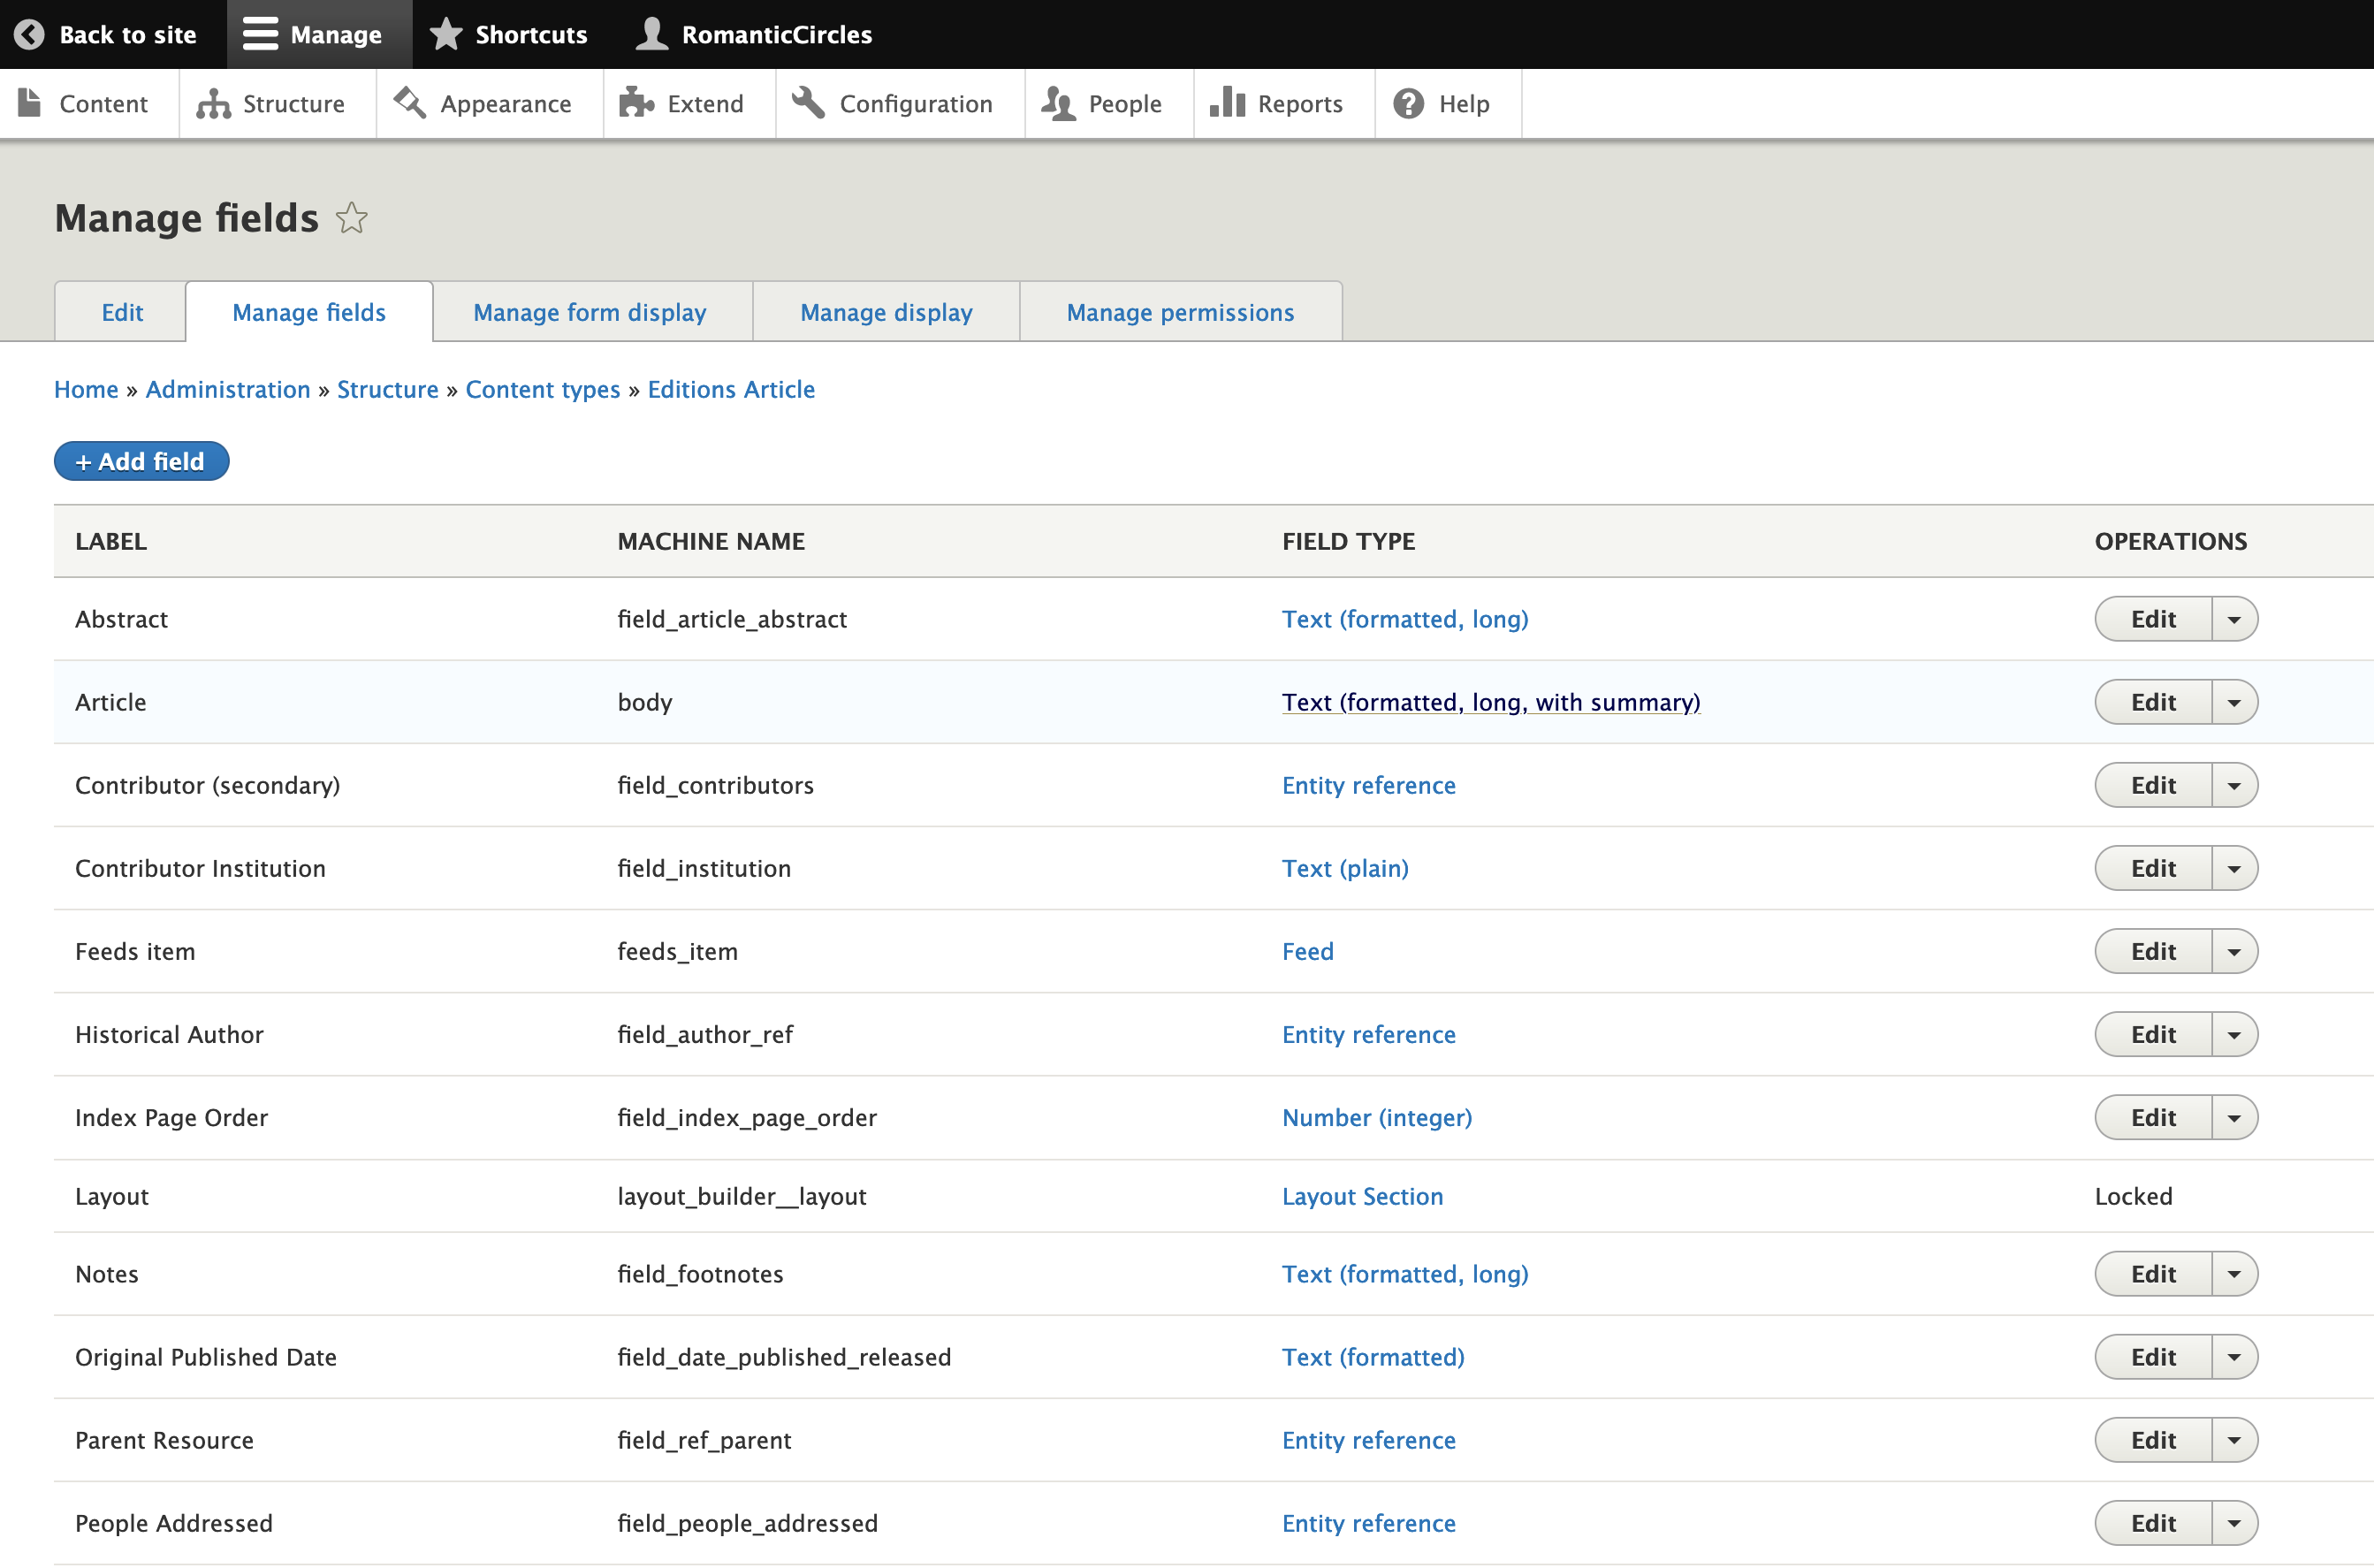 Back to site Manage Shortcuts RomanticCircles
Content Structure Appearance Extend Configuration People Reports Help
Manage fields
Edit Manage fields Manage form display Manage display Manage permissions
Home » Administration » Structure » Content types » Editions Article
+ Add field
LABEL MACHINE NAME FIELD TYPE OPERATIONS
Abstract field_article_abstract Text (formatted, long) Edit
Article body Text (formatted, long, with summary) Edit
Contributor (secondary) field_contributors Entity reference Edit
Contributor Institution field_institution Text (plain) Edit
Feeds item feeds_item Feed Edit
Historical Author field_author_ref Entity reference Edit
Index Page Order field_index_page_order Number (integer) Edit
Layout layout_builder__layout Layout Section Locked
Notes field_footnotes Text (formatted, long) Edit
Original Published Date field_date_published_released Text (formatted) Edit
Parent Resource field_ref_parent Entity reference Edit
People Addressed field_people_addressed Entity reference Edit